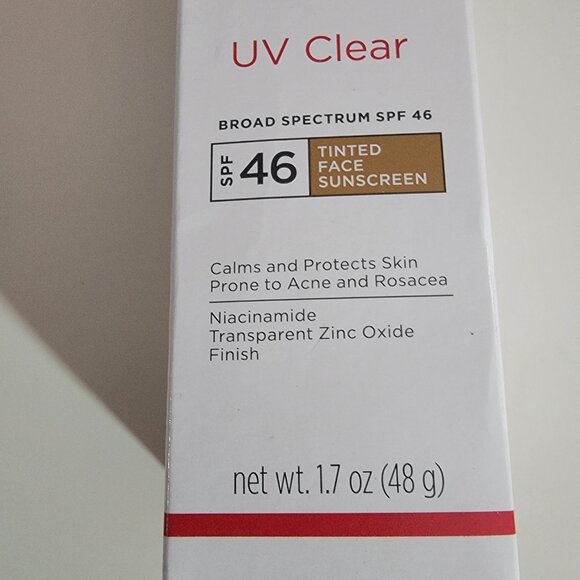 UV Clear
BROAD SPECTRUM SPF 46
SPF 46 TINTED
FACE
SUNSCREEN
Calms and Protects Skin
Prone to Acne and Rosacea
Niacinamide
Transparent Zinc Oxide
Finish
net wt. 1.7 oz (48 g)